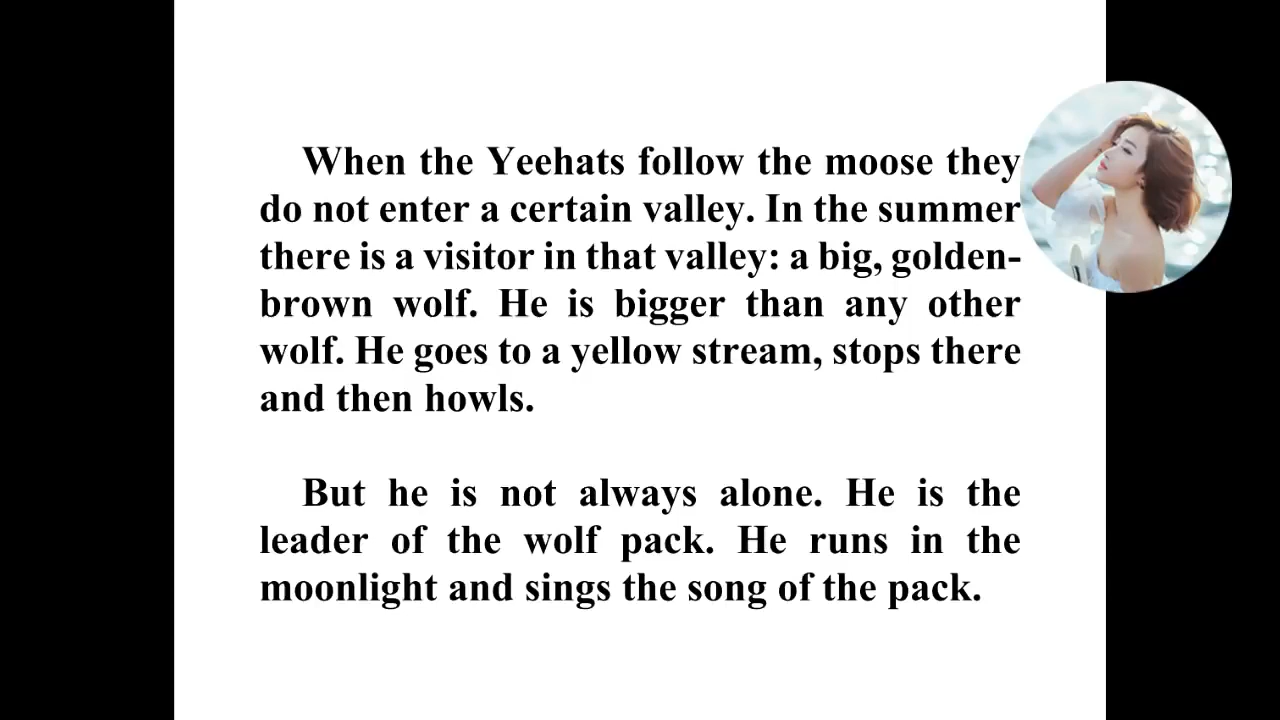 When the Yeehats follow the moose they
do not enter a certain valley. In the summer
there is a visitor in that valley: a big, golden-
brown wolf. He is bigger than any other
wolf. He goes to a yellow stream, stops there
and then howls.
But he is not always alone. He is the
leader of the wolf pack. He runs in the
moonlight and sings the song of the pack.